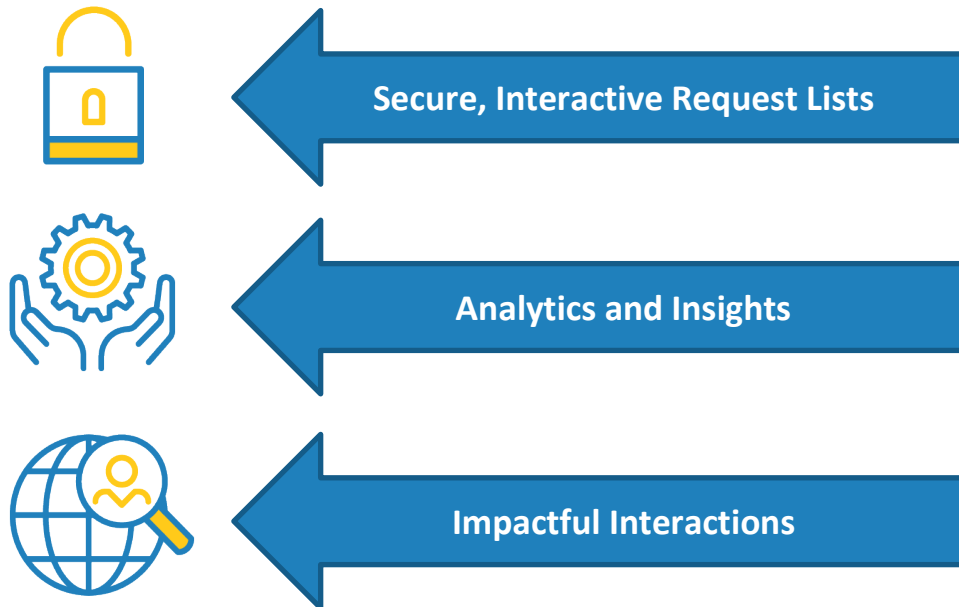 Secure, Interactive Request Lists
Analytics and Insights
Impactful Interactions